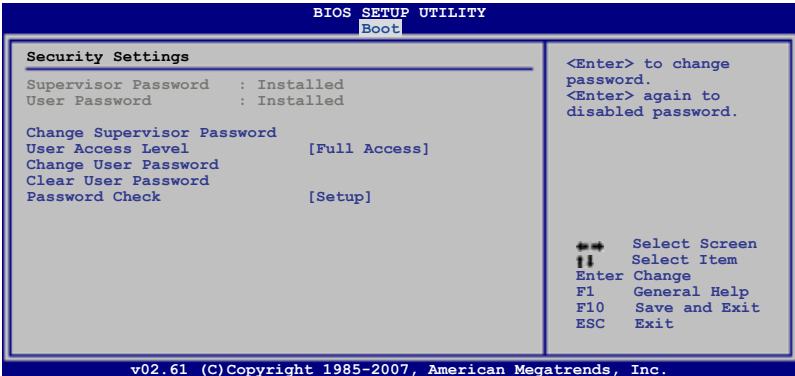 BIOS SETUP UTILITY
Boot
Security Settings
Supervisor Password : Installed
User Password : Installed
Change Supervisor Password
User Access Level [Full Access]
Change User Password
Clear User Password
Password Check [Setup]
<Enter> to change
password.
<Enter> again to
disabled password.
Select Screen
Select Item
Enter Change
F1 General Help
F10 Save and Exit
ESC Exit
v02.61 (C)Copyright 1985-2007, American Megatrends, Inc.